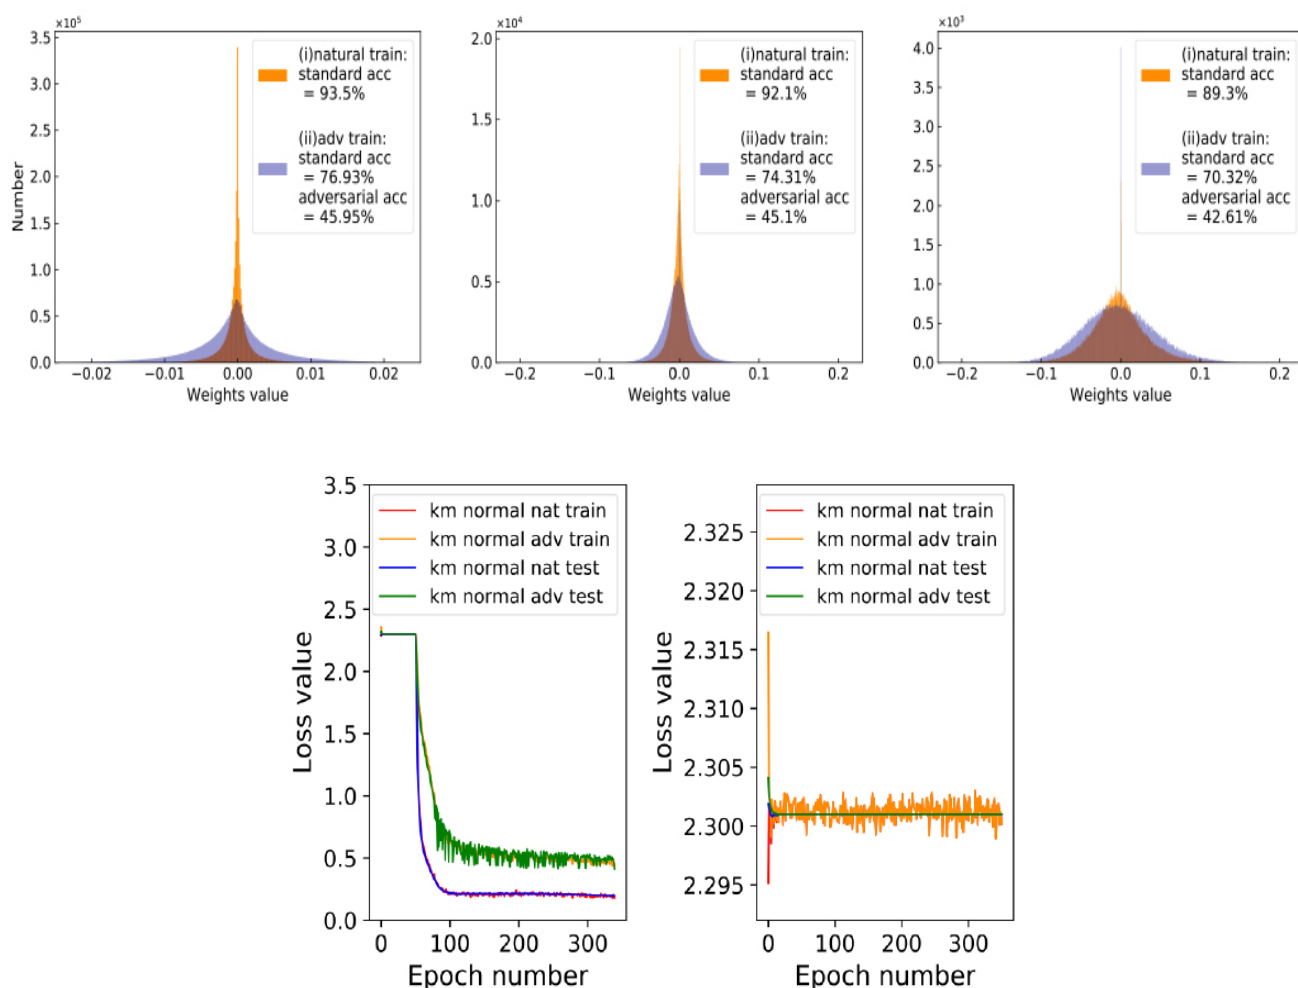 ×10⁵
3.5
3.0
2.5
2.0
1.5
1.0
0.5
0.0
Number
−0.02
−0.01
0.00
0.01
0.02
Weights value
(i)natural train:
standard acc
= 93.5%
(ii)adv train:
standard acc
= 76.93%
adversarial acc
= 45.95%
×10⁴
2.0
1.5
1.0
0.5
0.0
−0.2
−0.1
0.0
0.1
0.2
Weights value
(i)natural train:
standard acc
= 92.1%
(ii)adv train:
standard acc
= 74.31%
adversarial acc
= 45.1%
×10³
4.0
3.5
3.0
2.5
2.0
1.5
1.0
0.5
0.0
−0.2
−0.1
0.0
0.1
0.2
Weights value
(i)natural train:
standard acc
= 89.3%
(ii)adv train:
standard acc
= 70.32%
adversarial acc
= 42.61%
3.5
3.0
2.5
2.0
1.5
1.0
0.5
0.0
Loss value
0
100
200
300
Epoch number
km normal nat train
km normal adv train
km normal nat test
km normal adv test
2.325
2.320
2.315
2.310
2.305
2.300
2.295
Loss value
0
100
200
300
Epoch number
km normal nat train
km normal adv train
km normal nat test
km normal adv test